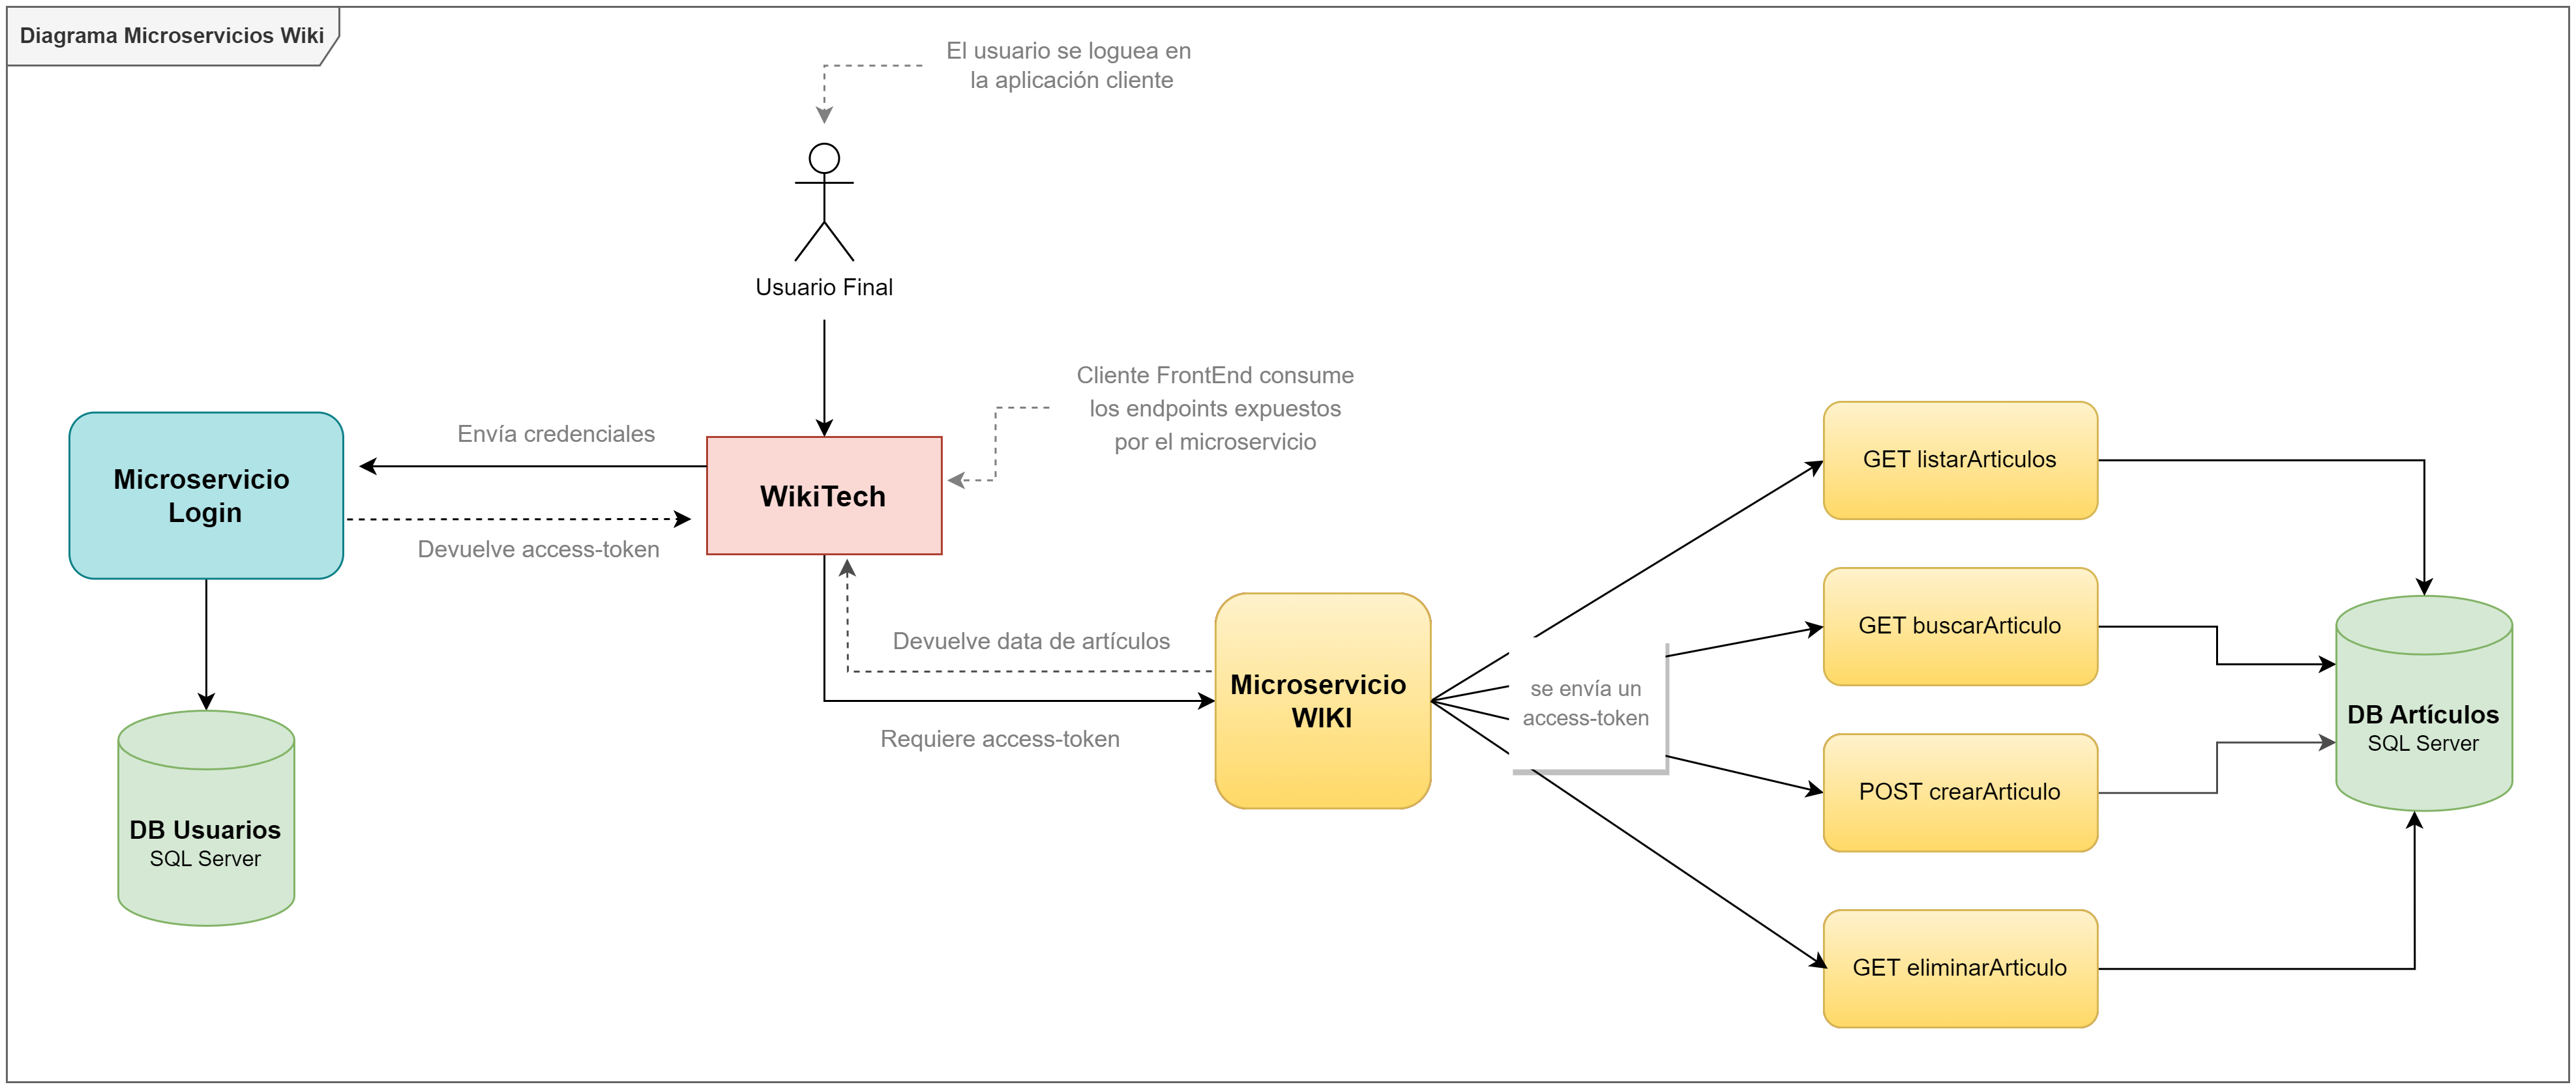 Diagrama Microservicios Wiki
El usuario se loguea en
la aplicación cliente
Usuario Final
Cliente FrontEnd consume
los endpoints expuestos
por el microservicio
Envía credenciales
Microservicio
Login
WikiTech
Devuelve access-token
GET listarArticulos
GET buscarArticulo
Devuelve data de artículos
Microservicio
WIKI
se envía un
access-token
Requiere access-token
DB Artículos
SQL Server
POST crearArticulo
DB Usuarios
SQL Server
GET eliminarArticulo